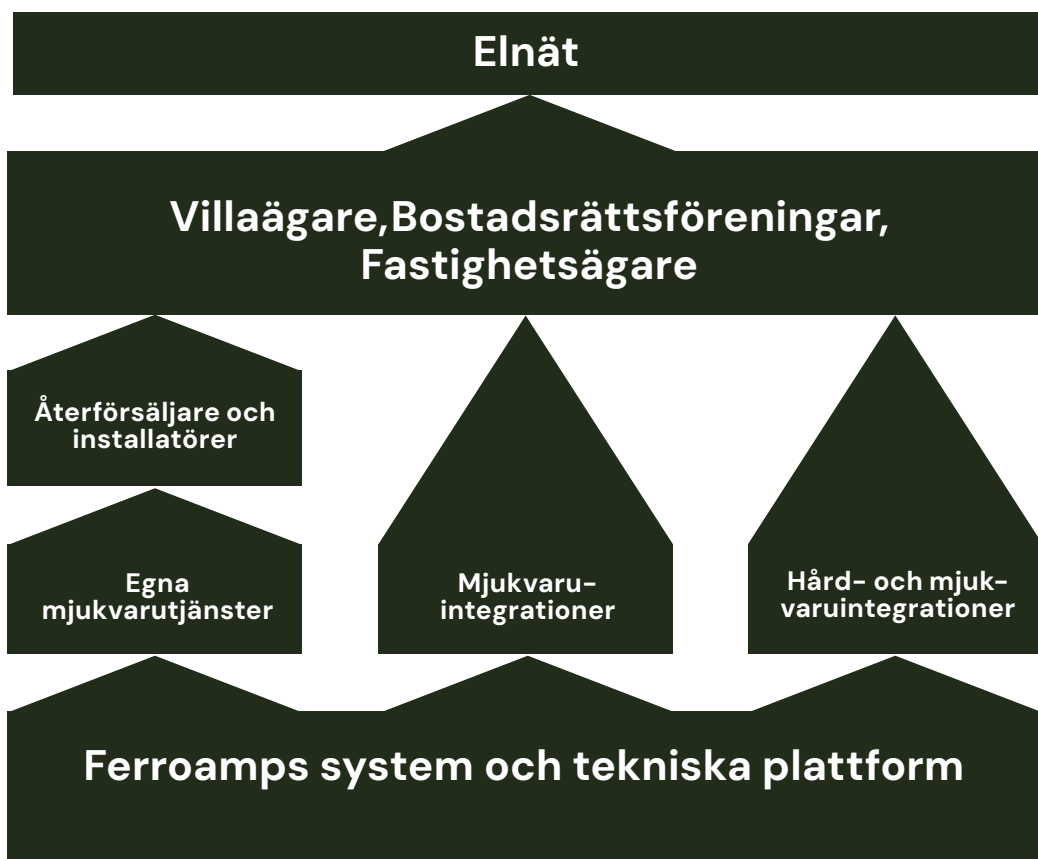 Elnät
Villaägare,Bostadsrättsföreningar,
Fastighetsägare
Återförsäljare och
installatörer
Egna
mjukvarutjänster
Mjukvaru-
integrationer
Hård- och mjuk-
varuintegrationer
Ferroamps system och tekniska plattform